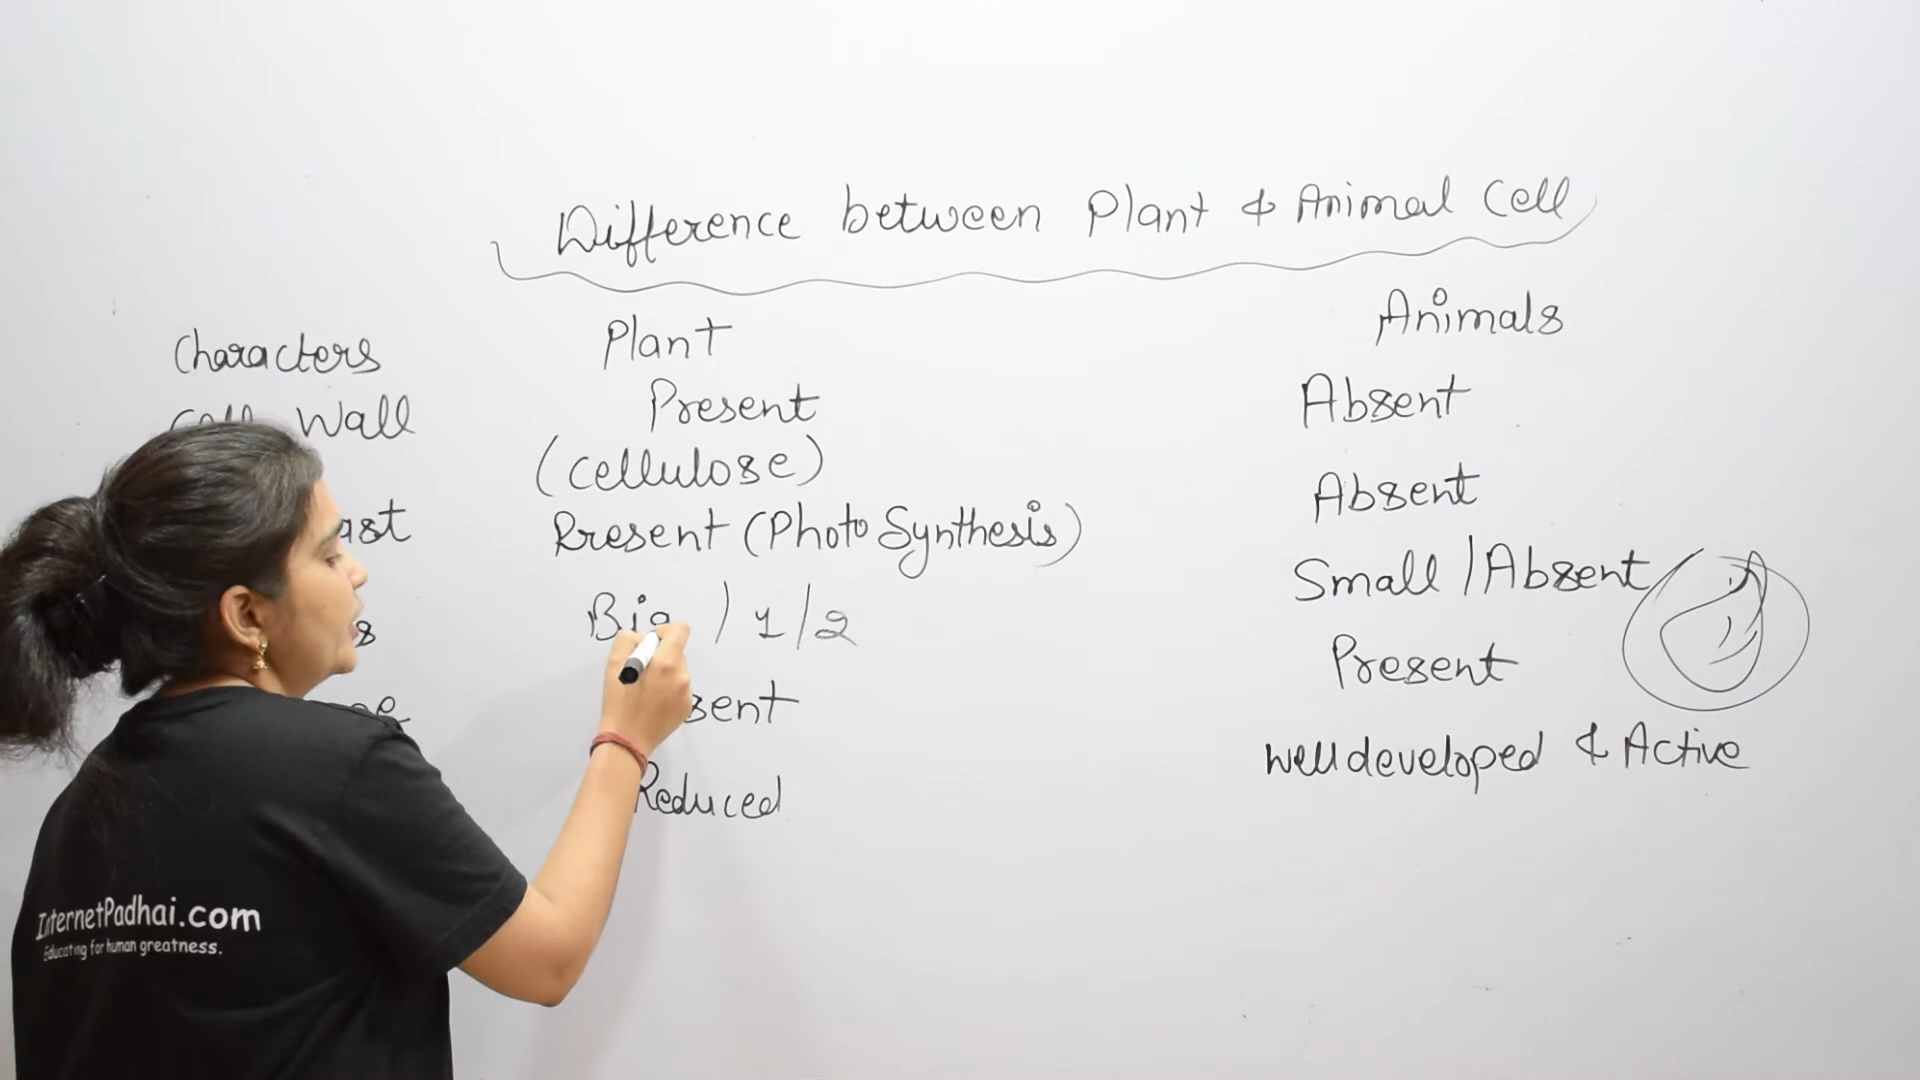 Difference between Plant & Animal Cell
Characters Plant Animals
Cell Wall Present Absent
(Cellulose)
Absent
Present (Photo Synthesis)
Big / 1/2 Small / Absent
Present
Reduced well developed & Active
InternetPadhai.com
Educating for human greatness.